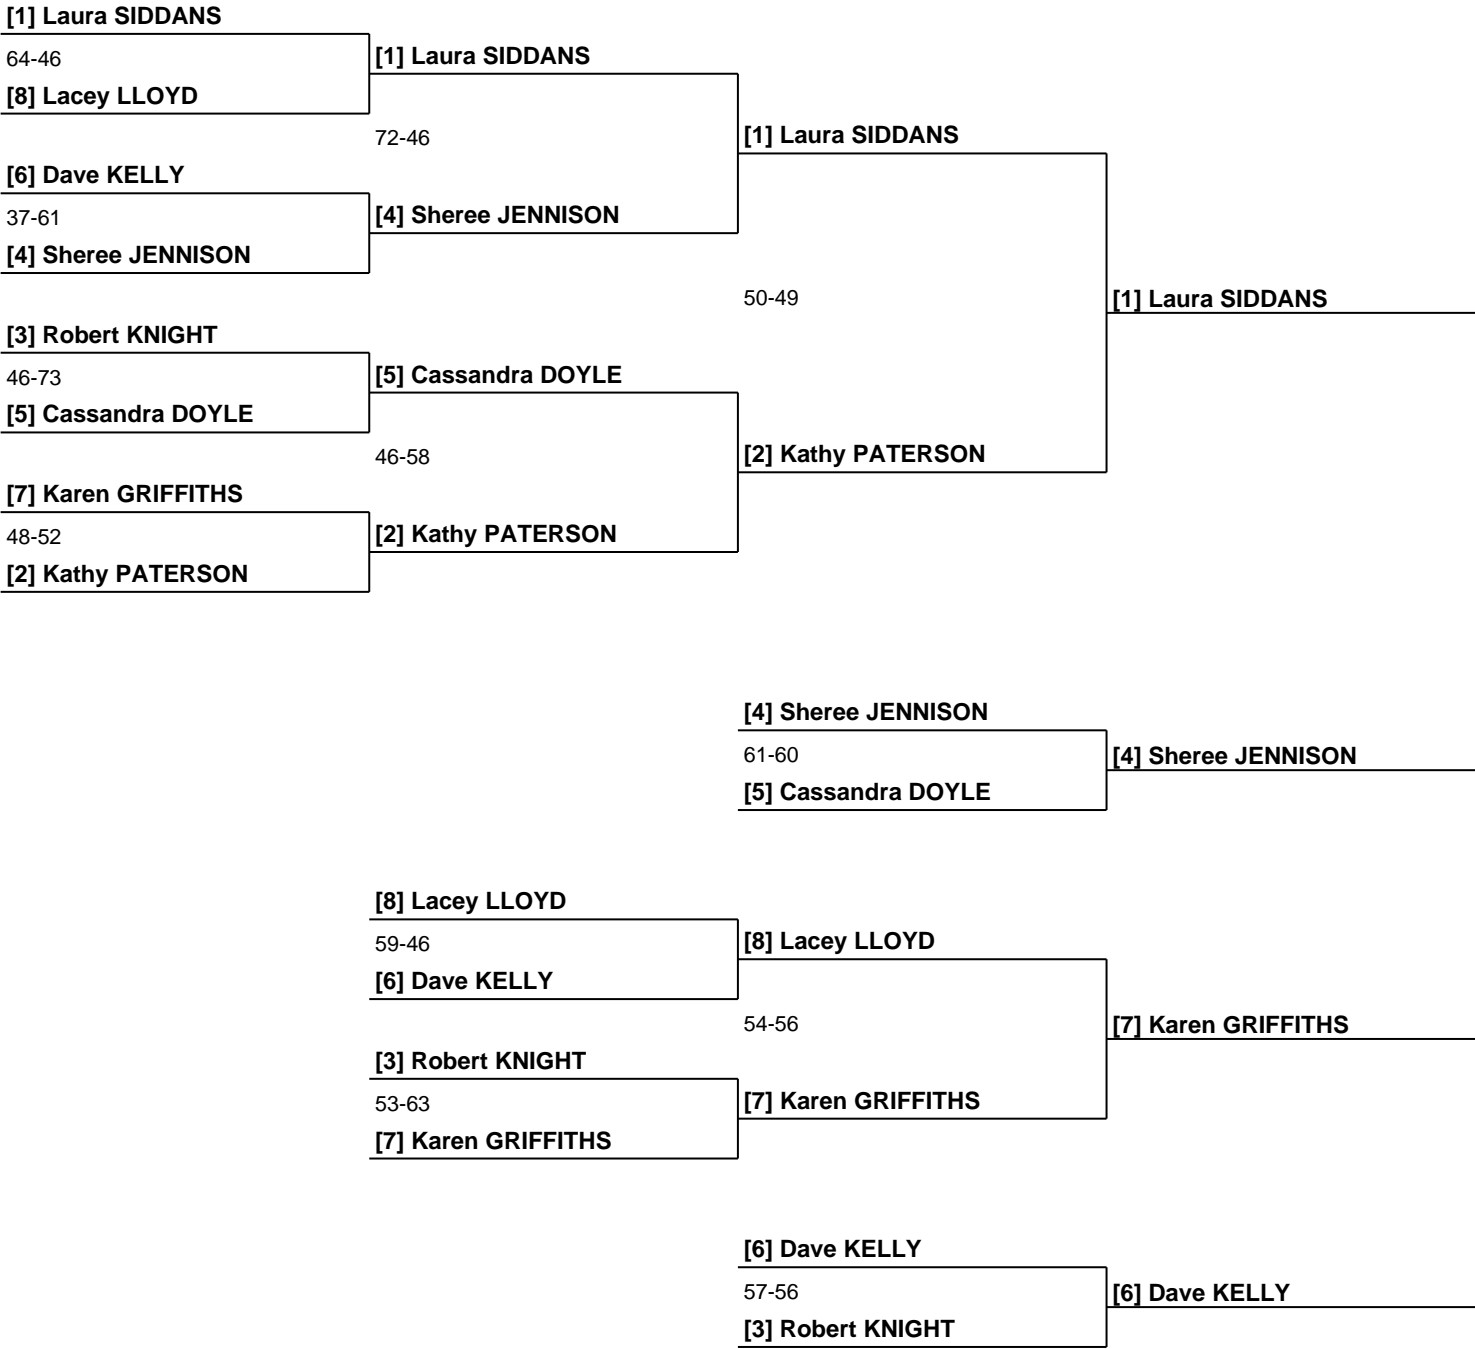 [1] Laura SIDDANS
64-46
[1] Laura SIDDANS
[8] Lacey LLOYD
72-46
[1] Laura SIDDANS
[6] Dave KELLY
37-61
[4] Sheree JENNISON
[4] Sheree JENNISON
50-49
[1] Laura SIDDANS
[3] Robert KNIGHT
46-73
[5] Cassandra DOYLE
[5] Cassandra DOYLE
46-58
[2] Kathy PATERSON
[7] Karen GRIFFITHS
48-52
[2] Kathy PATERSON
[2] Kathy PATERSON
[4] Sheree JENNISON
61-60
[4] Sheree JENNISON
[5] Cassandra DOYLE
[8] Lacey LLOYD
59-46
[8] Lacey LLOYD
[6] Dave KELLY
54-56
[7] Karen GRIFFITHS
[3] Robert KNIGHT
53-63
[7] Karen GRIFFITHS
[7] Karen GRIFFITHS
[6] Dave KELLY
57-56
[6] Dave KELLY
[3] Robert KNIGHT